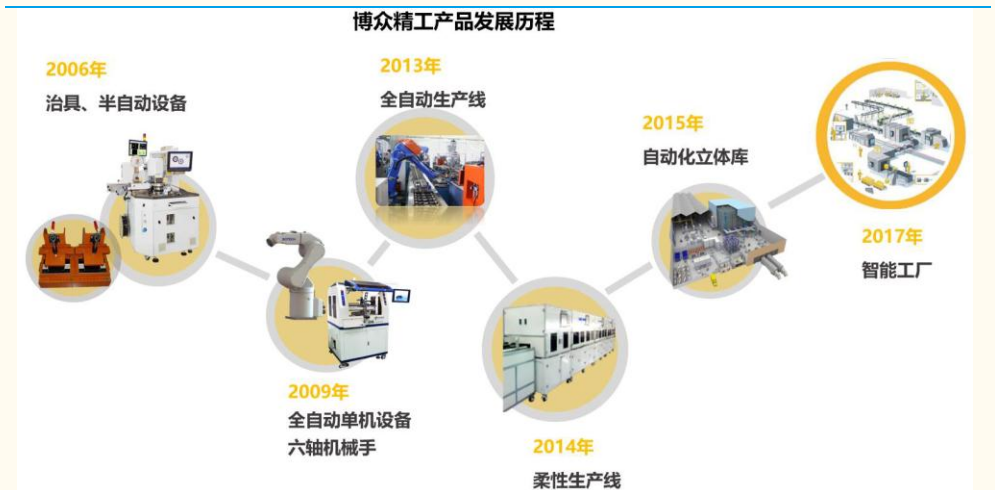 博众精工产品发展历程
2006年
治具、半自动设备
2009年
全自动单机设备
六轴机械手
2013年
全自动生产线
2014年
柔性生产线
2015年
自动化立体库
2017年
智能工厂